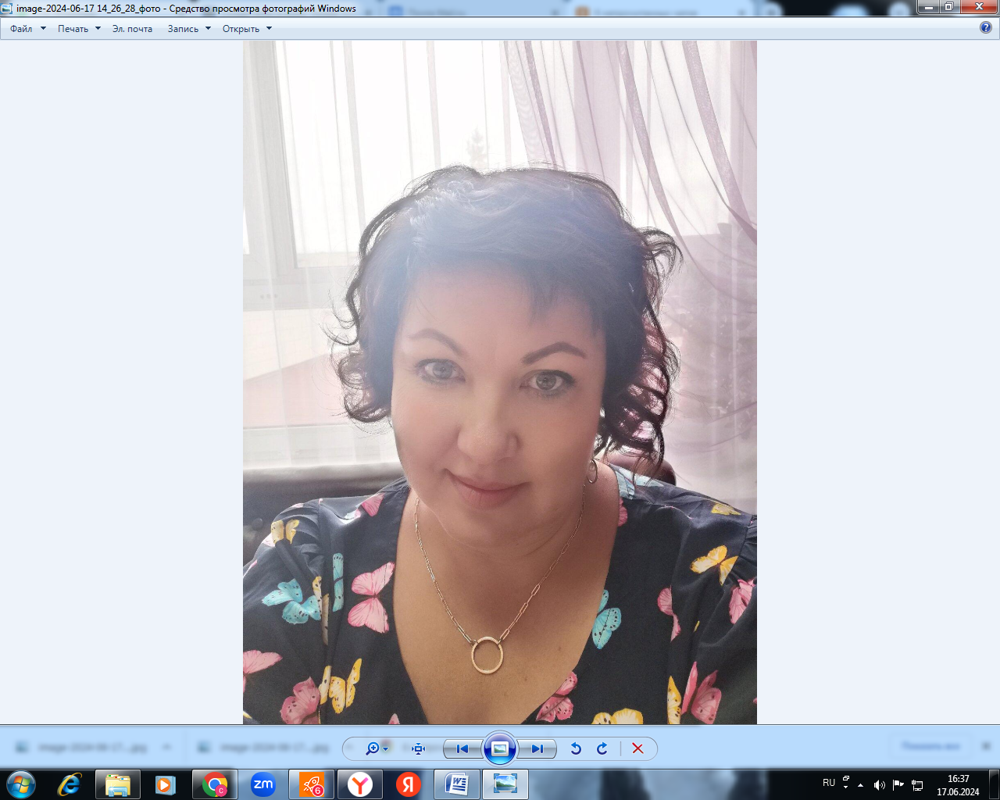 image-2024-06-17 14_26_28_фото - Средство просмотра фотографий Windows
Файл Печать Эл. почта Запись Открыть
zm 6 Y Я W RU 16:37
17.06.2024